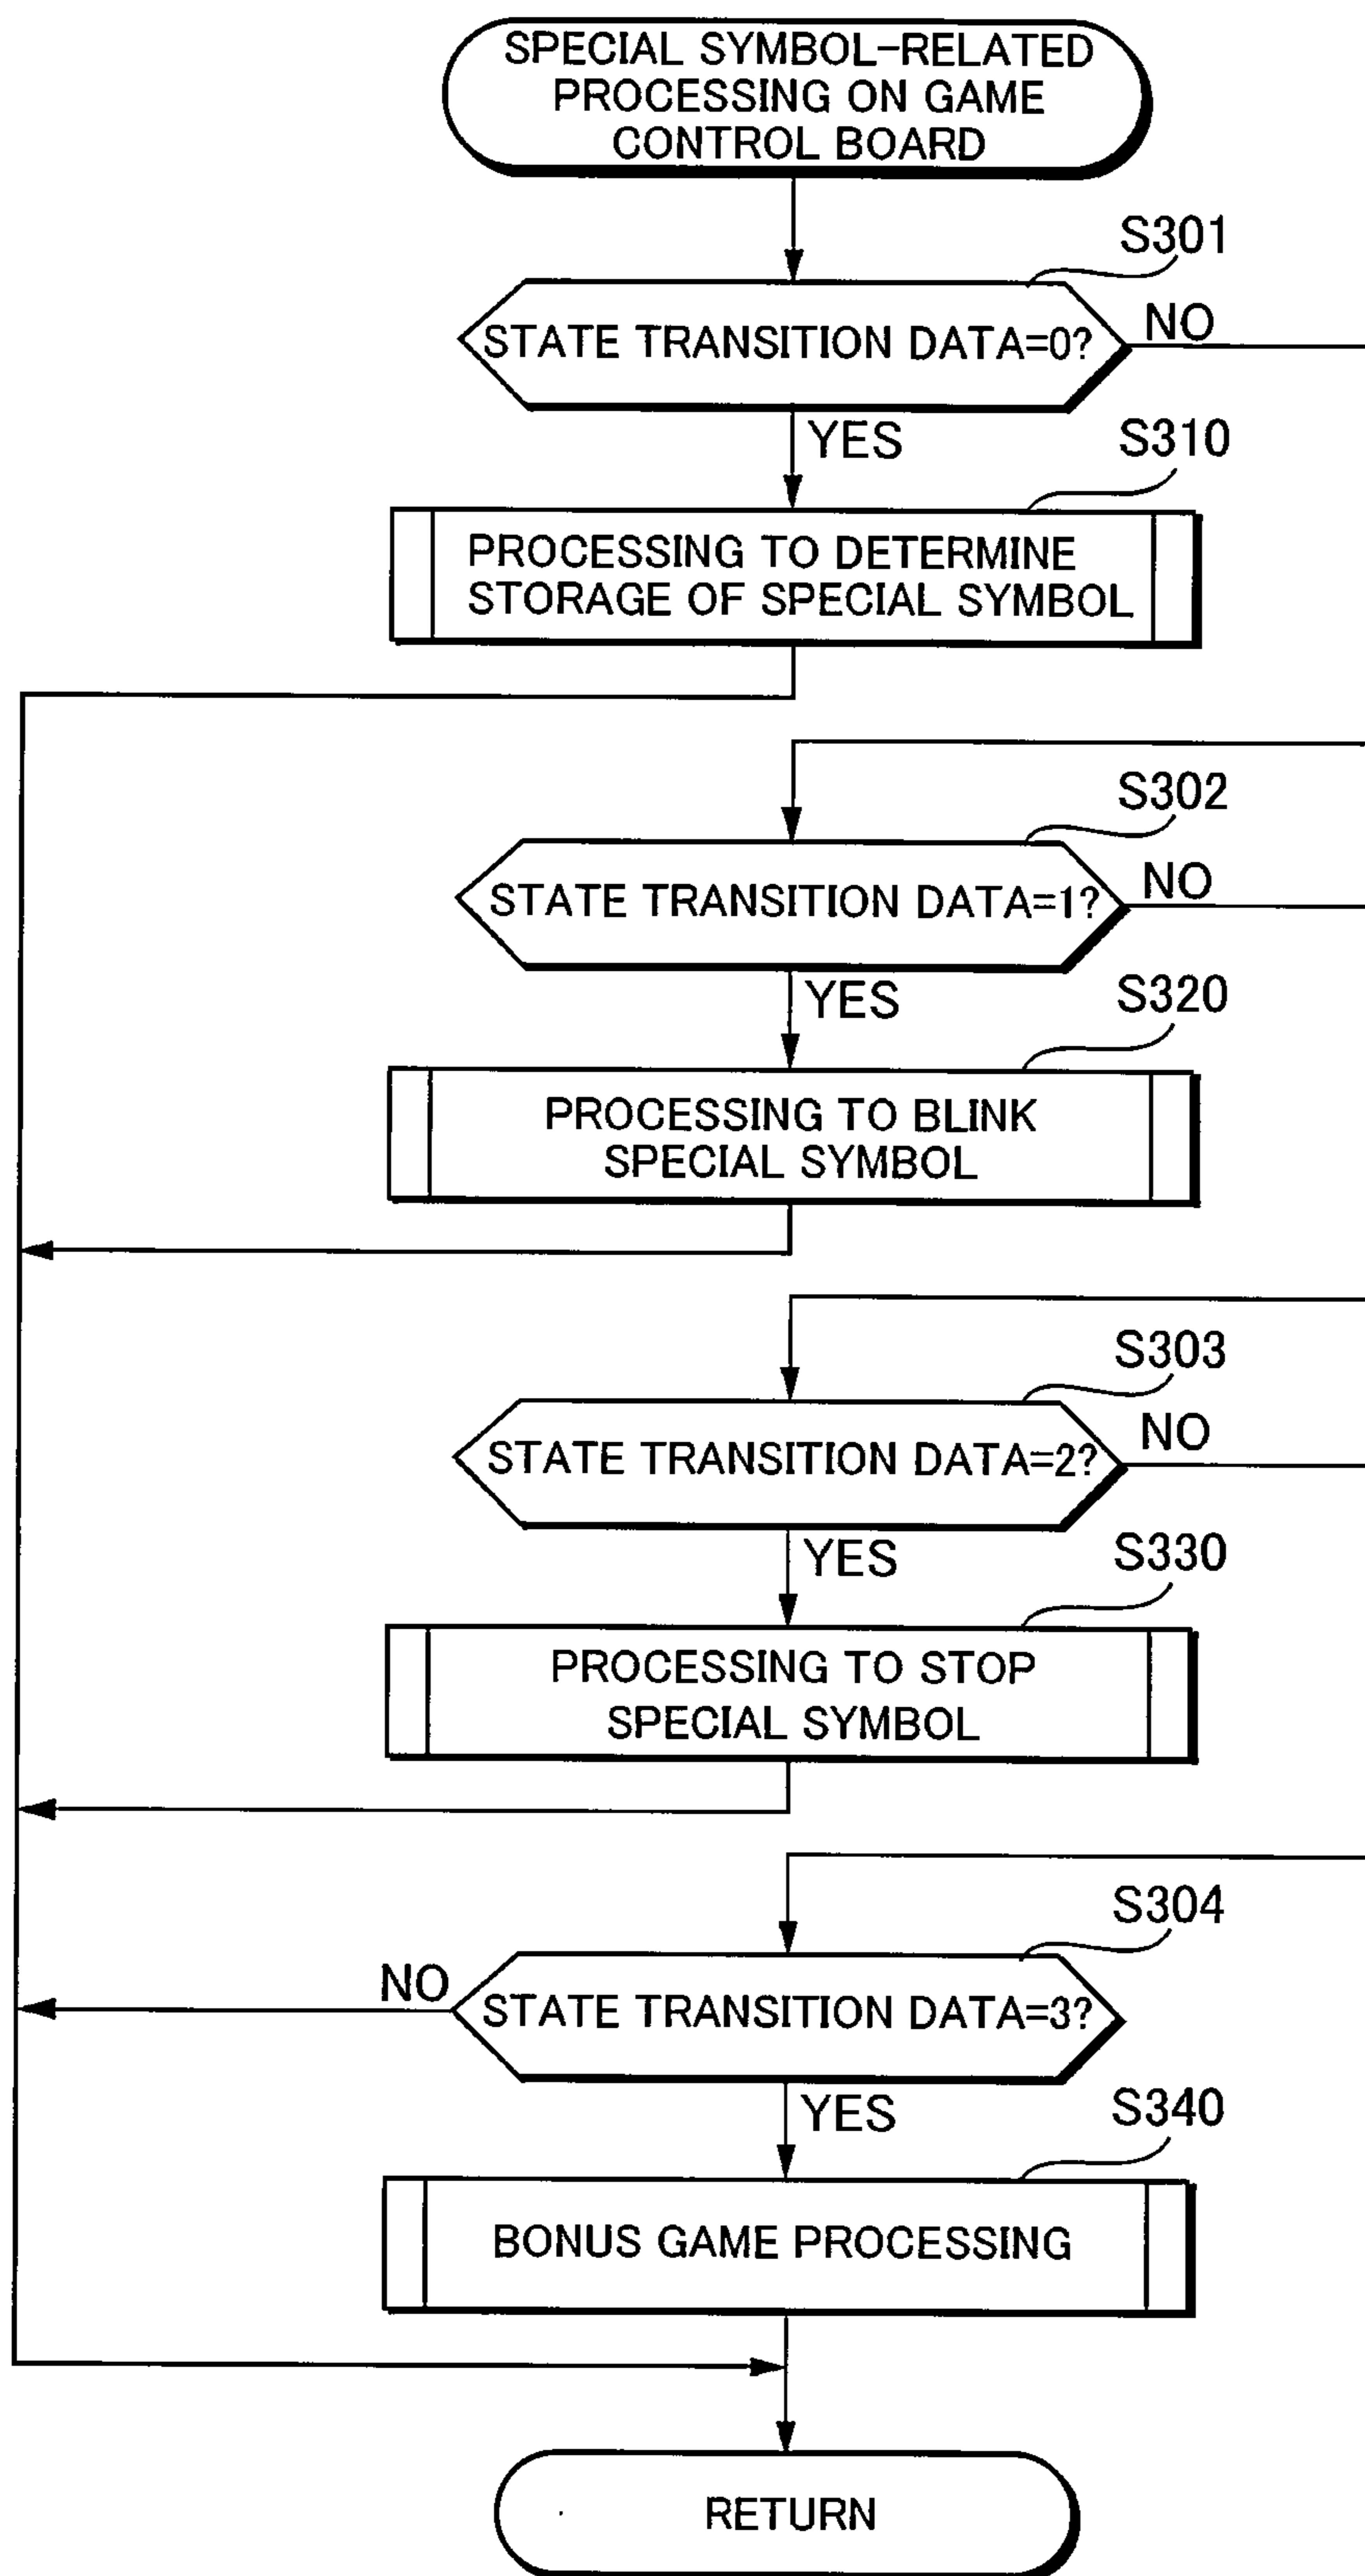 SPECIAL SYMBOL-RELATED
PROCESSING ON GAME
CONTROL BOARD
S301
STATE TRANSITION DATA=0?
NO
YES
S310
PROCESSING TO DETERMINE
STORAGE OF SPECIAL SYMBOL
S302
STATE TRANSITION DATA=1?
NO
YES
S320
PROCESSING TO BLINK
SPECIAL SYMBOL
S303
STATE TRANSITION DATA=2?
NO
YES
S330
PROCESSING TO STOP
SPECIAL SYMBOL
S304
NO
STATE TRANSITION DATA=3?
YES
S340
BONUS GAME PROCESSING
RETURN